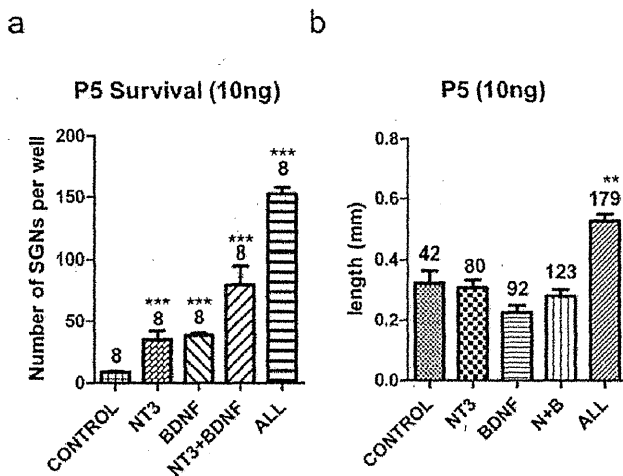 a
P5 Survival (10ng)
Number of SGNs per well
200
150
100
50
0
8
***
8
***
8
***
8
***
8
CONTROL
NT3
BDNF
NT3+BDNF
ALL
b
P5 (10ng)
length (mm)
0.8
0.6
0.4
0.2
0.0
42
80
92
123
**
179
CONTROL
NT3
BDNF
N+B
ALL